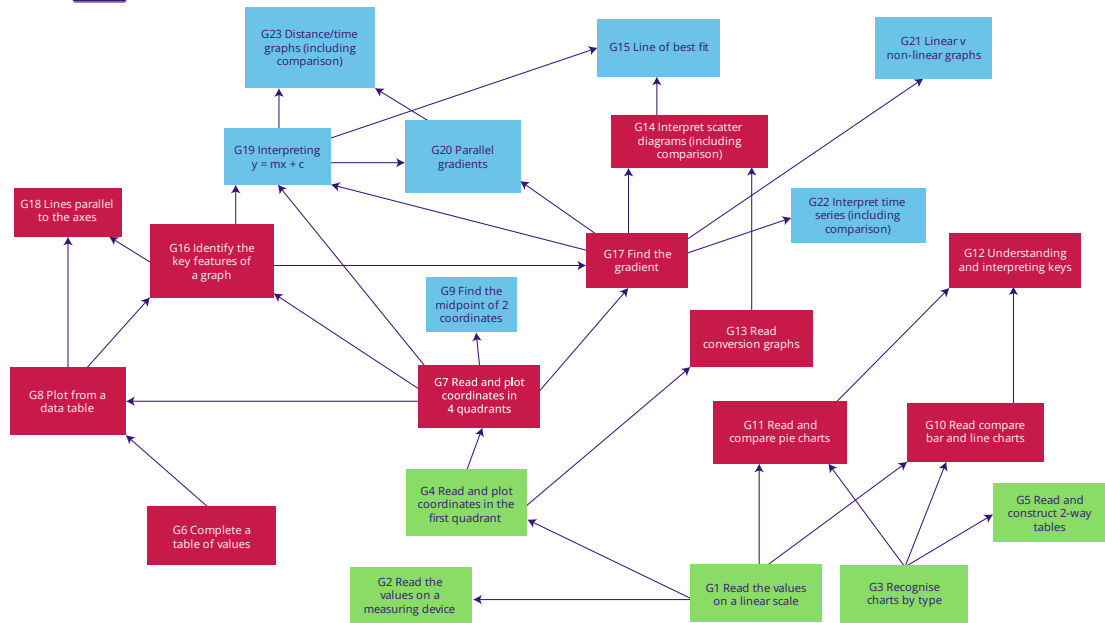 G23 Distance/time
graphs (including
comparison)
G15 Line of best fit
G21 Linear v
non-linear graphs
G14 Interpret scatter
diagrams (including
comparison)
G19 Interpreting
y = mx + c
G20 Parallel
gradients
G18 Lines parallel
to the axes
G22 Interpret time
series (including
comparison)
G16 Identify the
key features of
a graph
G17 Find the
gradient
G12 Understanding
and interpreting keys
G9 Find the
midpoint of 2
coordinates
G13 Read
conversion graphs
G8 Plot from a
data table
G7 Read and plot
coordinates in
4 quadrants
G11 Read and
compare pie charts
G10 Read compare
bar and line charts
G4 Read and plot
coordinates in the
first quadrant
G5 Read and
construct 2-way
tables
G6 Complete a
table of values
G2 Read the
values on a
measuring device
G1 Read the values
on a linear scale
G3 Recognise
charts by type